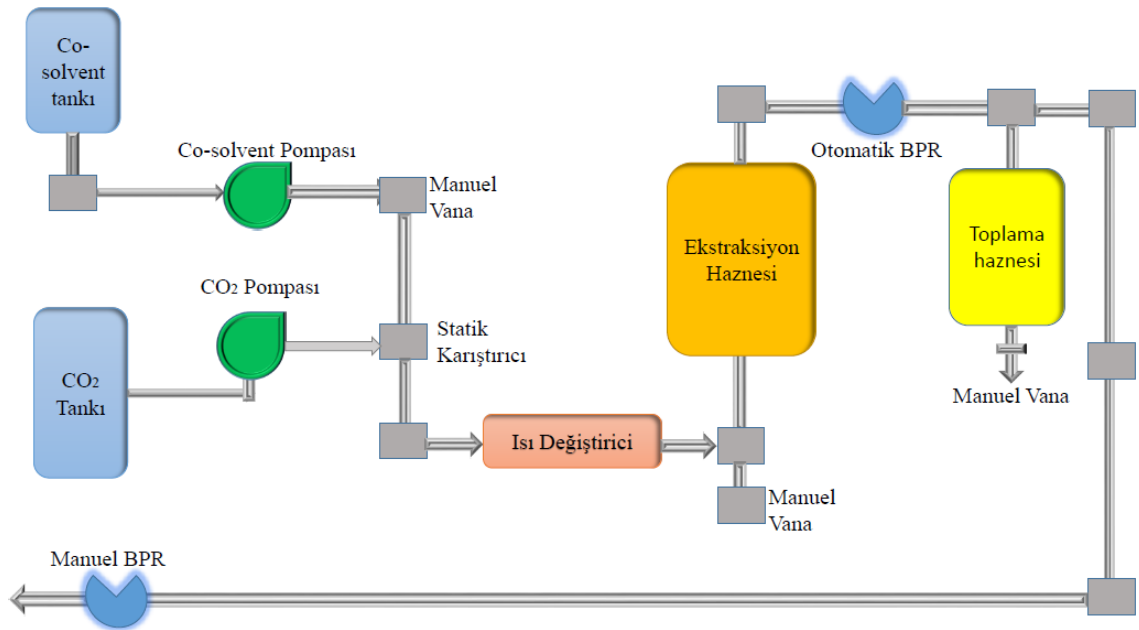 Co-
solvent
tankı
Co-solvent Pompası
Manuel
Vana
CO₂ Pompası
Statik
Karıştırıcı
CO₂
Tankı
Isı Değiştirici
Ekstraksiyon
Haznesi
Manuel
Vana
Otomatik BPR
Toplama
haznesi
Manuel Vana
Manuel BPR